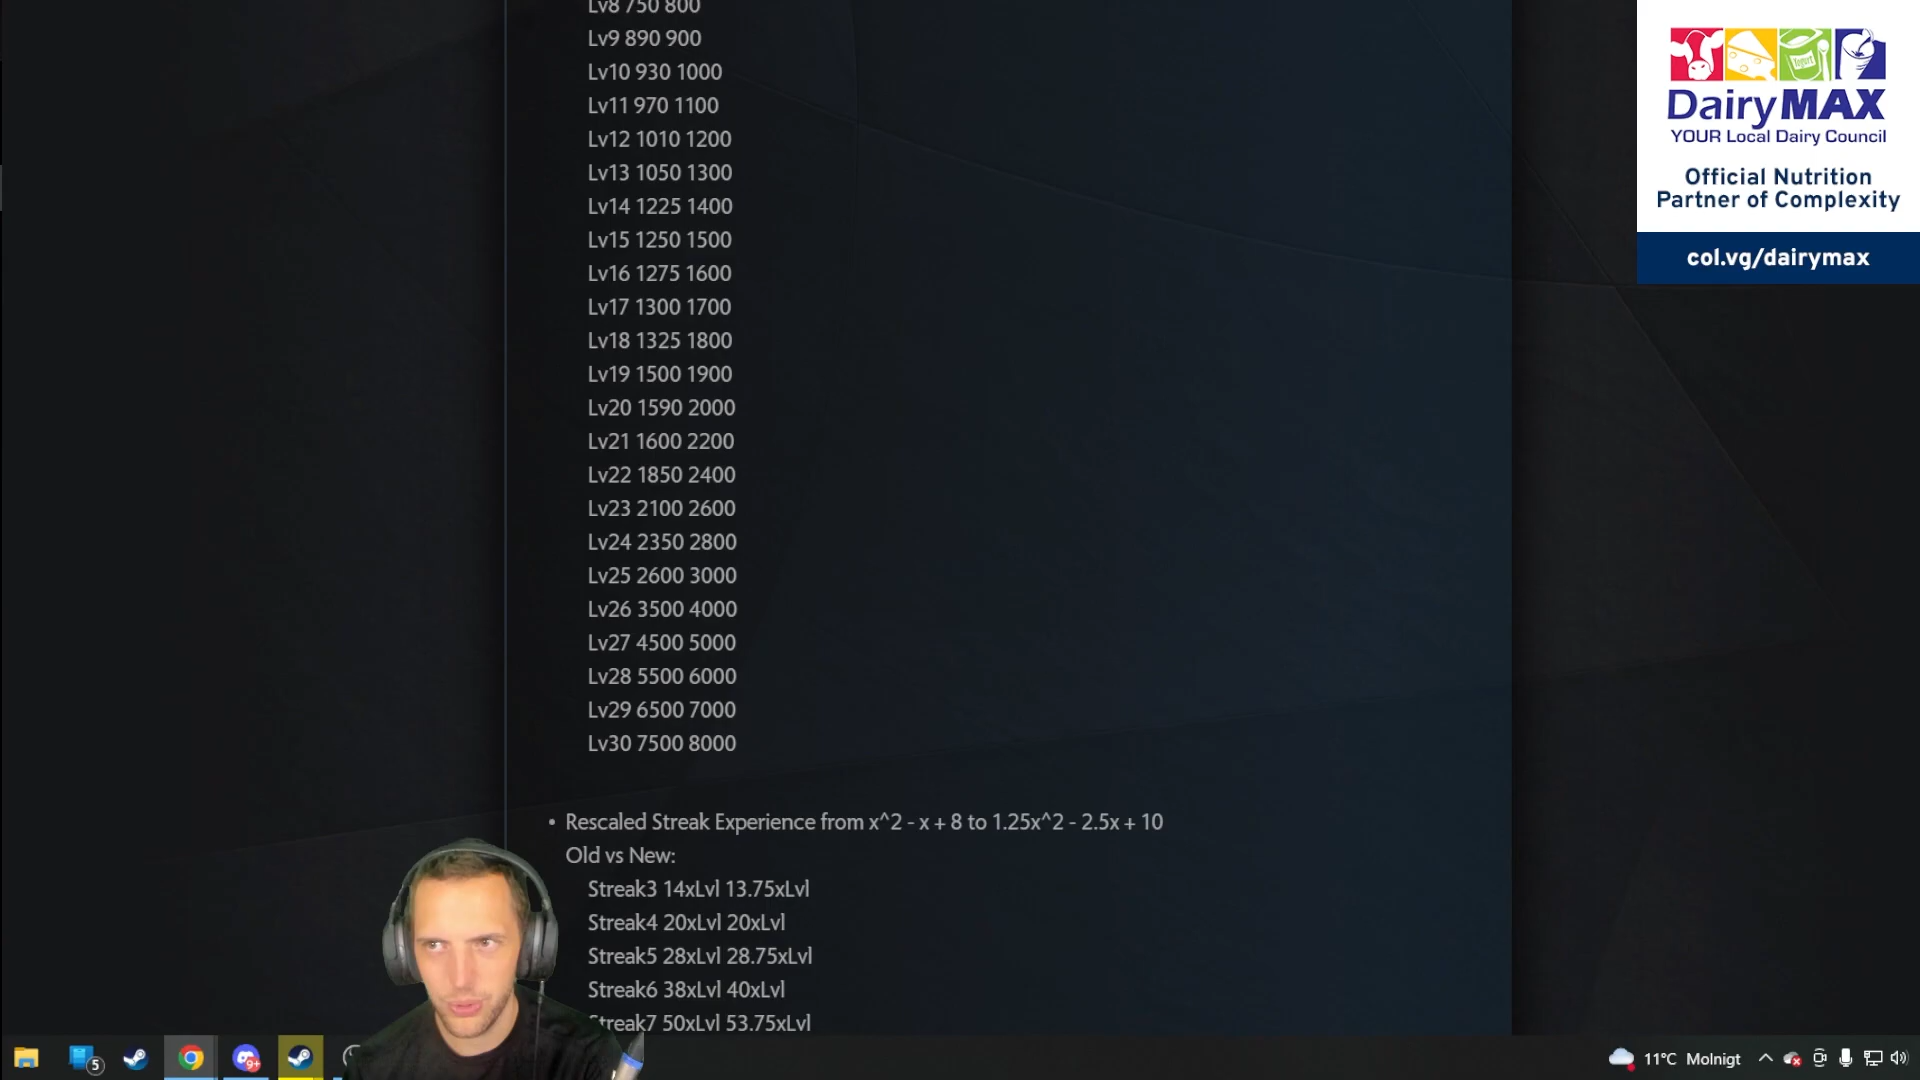 Lv8 750 800
Lv9 890 900
Lv10 930 1000
Lv11 970 1100
Lv12 1010 1200
Lv13 1050 1300
Lv14 1225 1400
Lv15 1250 1500
Lv16 1275 1600
Lv17 1300 1700
Lv18 1325 1800
Lv19 1500 1900
Lv20 1590 2000
Lv21 1600 2200
Lv22 1850 2400
Lv23 2100 2600
Lv24 2350 2800
Lv25 2600 3000
Lv26 3500 4000
Lv27 4500 5000
Lv28 5500 6000
Lv29 6500 7000
Lv30 7500 8000
• Rescaled Streak Experience from x^2 - x + 8 to 1.25x^2 - 2.5x + 10
Old vs New:
Streak3 14xLvl 13.75xLvl
Streak4 20xLvl 20xLvl
Streak5 28xLvl 28.75xLvl
Streak6 38xLvl 40xLvl
Streak7 50xLvl 53.75xLvl
Yogurt
DairyMAX
YOUR Local Dairy Council
Official Nutrition
Partner of Complexity
col.vg/dairymax
5
9+
11°C Molnigt